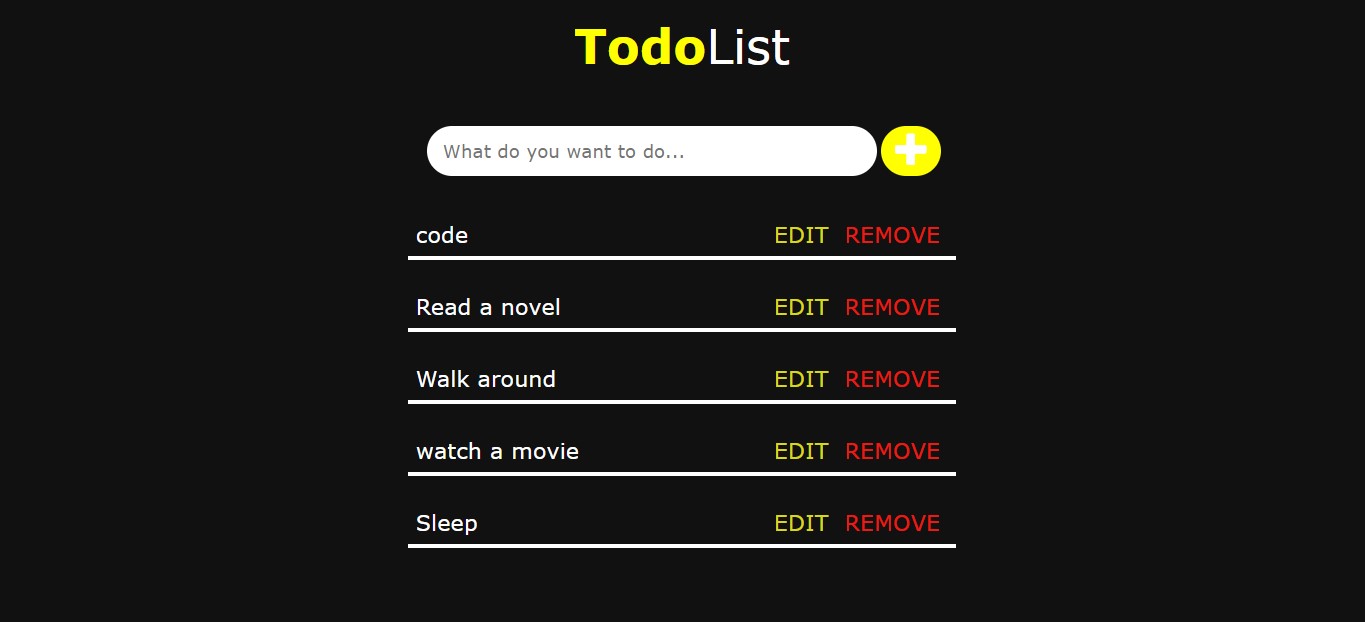 TodoList
What do you want to do...
code EDIT REMOVE
Read a novel EDIT REMOVE
Walk around EDIT REMOVE
watch a movie EDIT REMOVE
Sleep EDIT REMOVE